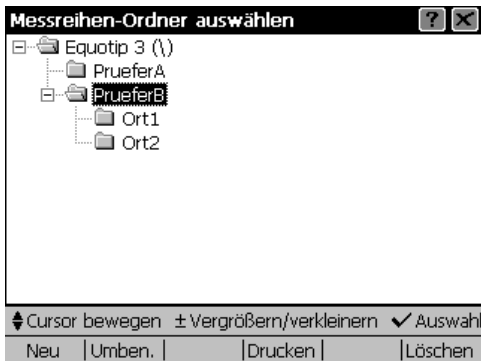 Messreihen-Ordner auswählen ? X
Equotip 3 (\)
PrueferA
PrueferB
Ort1
Ort2
Cursor bewegen ± Vergrößern/verkleinern ✓ Auswahl
Neu |Umben. | |Drucken | |Löschen